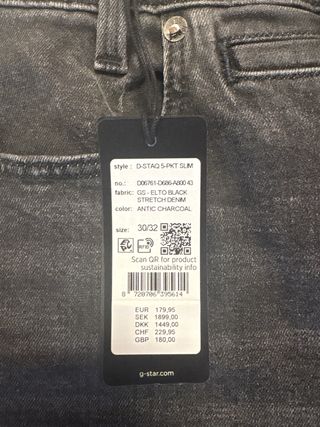 style : D-STAQ 5-PKT SLIM
no.: D06761-D686-A800 43
fabric: GS - ELTO BLACK
STRETCH DENIM
color: ANTIC CHARCOAL
size: 30/32
Scan QR for product
sustainability info
8 720706 395614
EUR 179,95
SEK 1899,00
DKK 1449,00
CHF 229,95
GBP 180,00
g-star.com